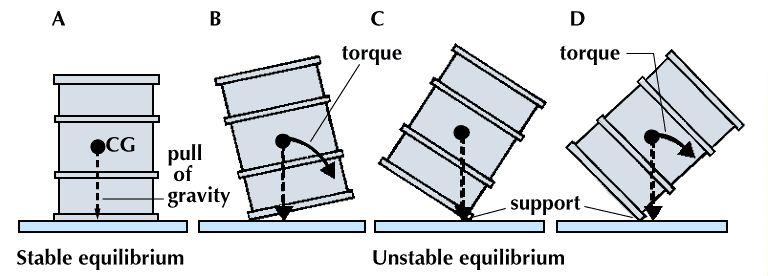 A
B
C
D
torque
torque
CG
pull
of
gravity
support
Stable equilibrium
Unstable equilibrium